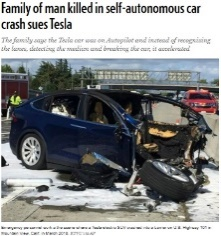 Family of man killed in self-autonomous car
crash sues Tesla
The family says the Tesla car was on Autopilot and instead of recognising
the lanes, detecting the median and breaking the car, it accelerated
Emergency personnel work at the scene where a Tesla electric SUV crashed into a barrier on U.S. Highway 101 in
Mountain View, Calif.